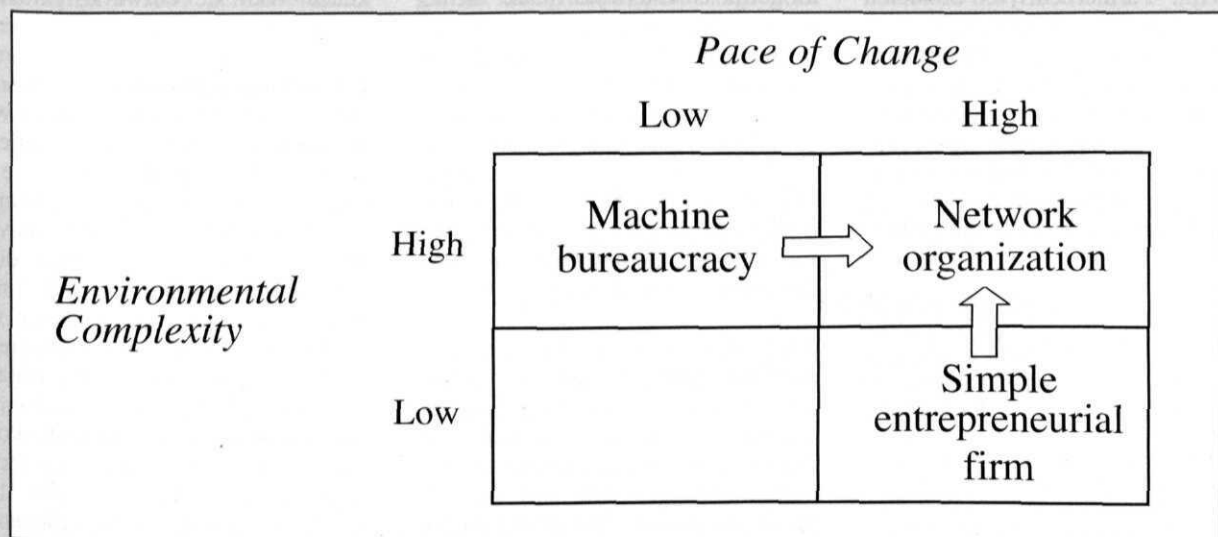 Pace of Change
Low High
Machine
bureaucracy
Network
organization
High
Environmental
Complexity
Low
Simple
entrepreneurial
firm